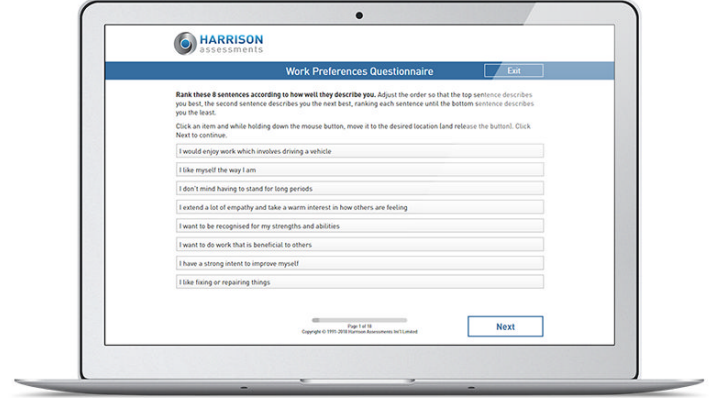 HARRISON
assessments
Work Preferences Questionnaire
Exit
Rank these 8 sentences according to how well they describe you. Adjust the order so that the top sentence describes
you best, the second sentence describes you the next best, ranking each sentence until the bottom sentence describes
you the least.
Click an item and while holding down the mouse button, move it to the desired location (and release the button). Click
Next to continue.
I would enjoy work which involves driving a vehicle
I like myself the way I am
I don't mind having to stand for long periods
I extend a lot of empathy and take a warm interest in how others are feeling
I want to be recognised for my strengths and abilities
I want to do work that is beneficial to others
I have a strong intent to improve myself
I like fixing or repairing things
Page 1 of 18
Copyright © 1991-2018 Harrison Assessments Int'l Limited
Next